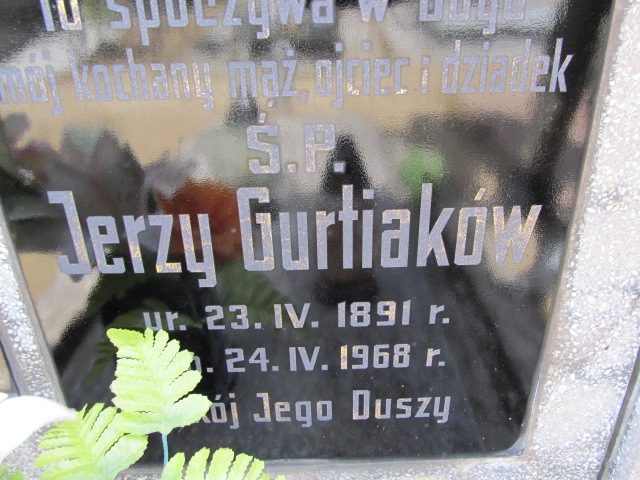 Tu spoczywa w Bogu
mój kochany mąż, ojciec i dziadek
Ś.P.
Jerzy Gurtiaków
ur. 23. IV. 1891 r.
24. IV. 1968 r.
Jego Duszy